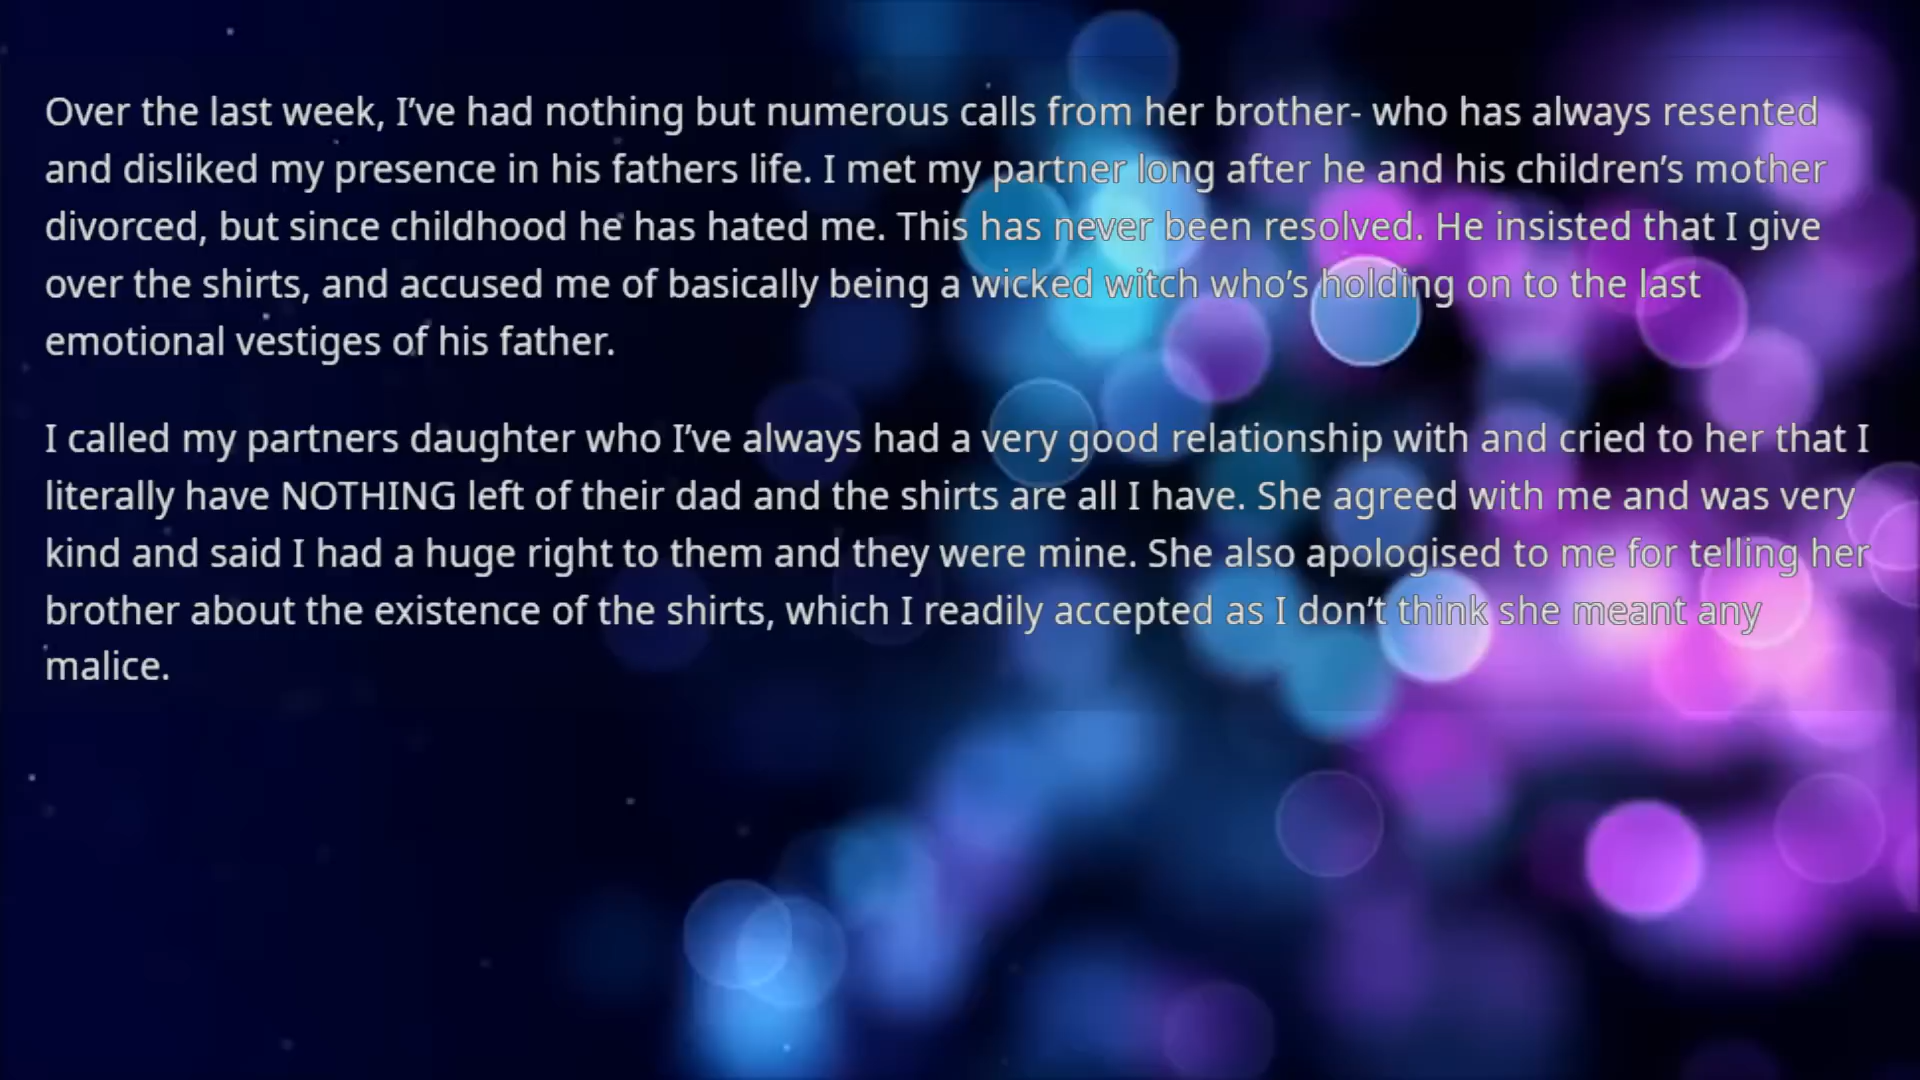 Over the last week, I’ve had nothing but numerous calls from her brother- who has always resented
and disliked my presence in his fathers life. I met my partner long after he and his children’s mother
divorced, but since childhood he has hated me. This has never been resolved. He insisted that I give
over the shirts, and accused me of basically being a wicked witch who’s holding on to the last
emotional vestiges of his father.
I called my partners daughter who I’ve always had a very good relationship with and cried to her that I
literally have NOTHING left of their dad and the shirts are all I have. She agreed with me and was very
kind and said I had a huge right to them and they were mine. She also apologised to me for telling her
brother about the existence of the shirts, which I readily accepted as I don’t think she meant any
malice.